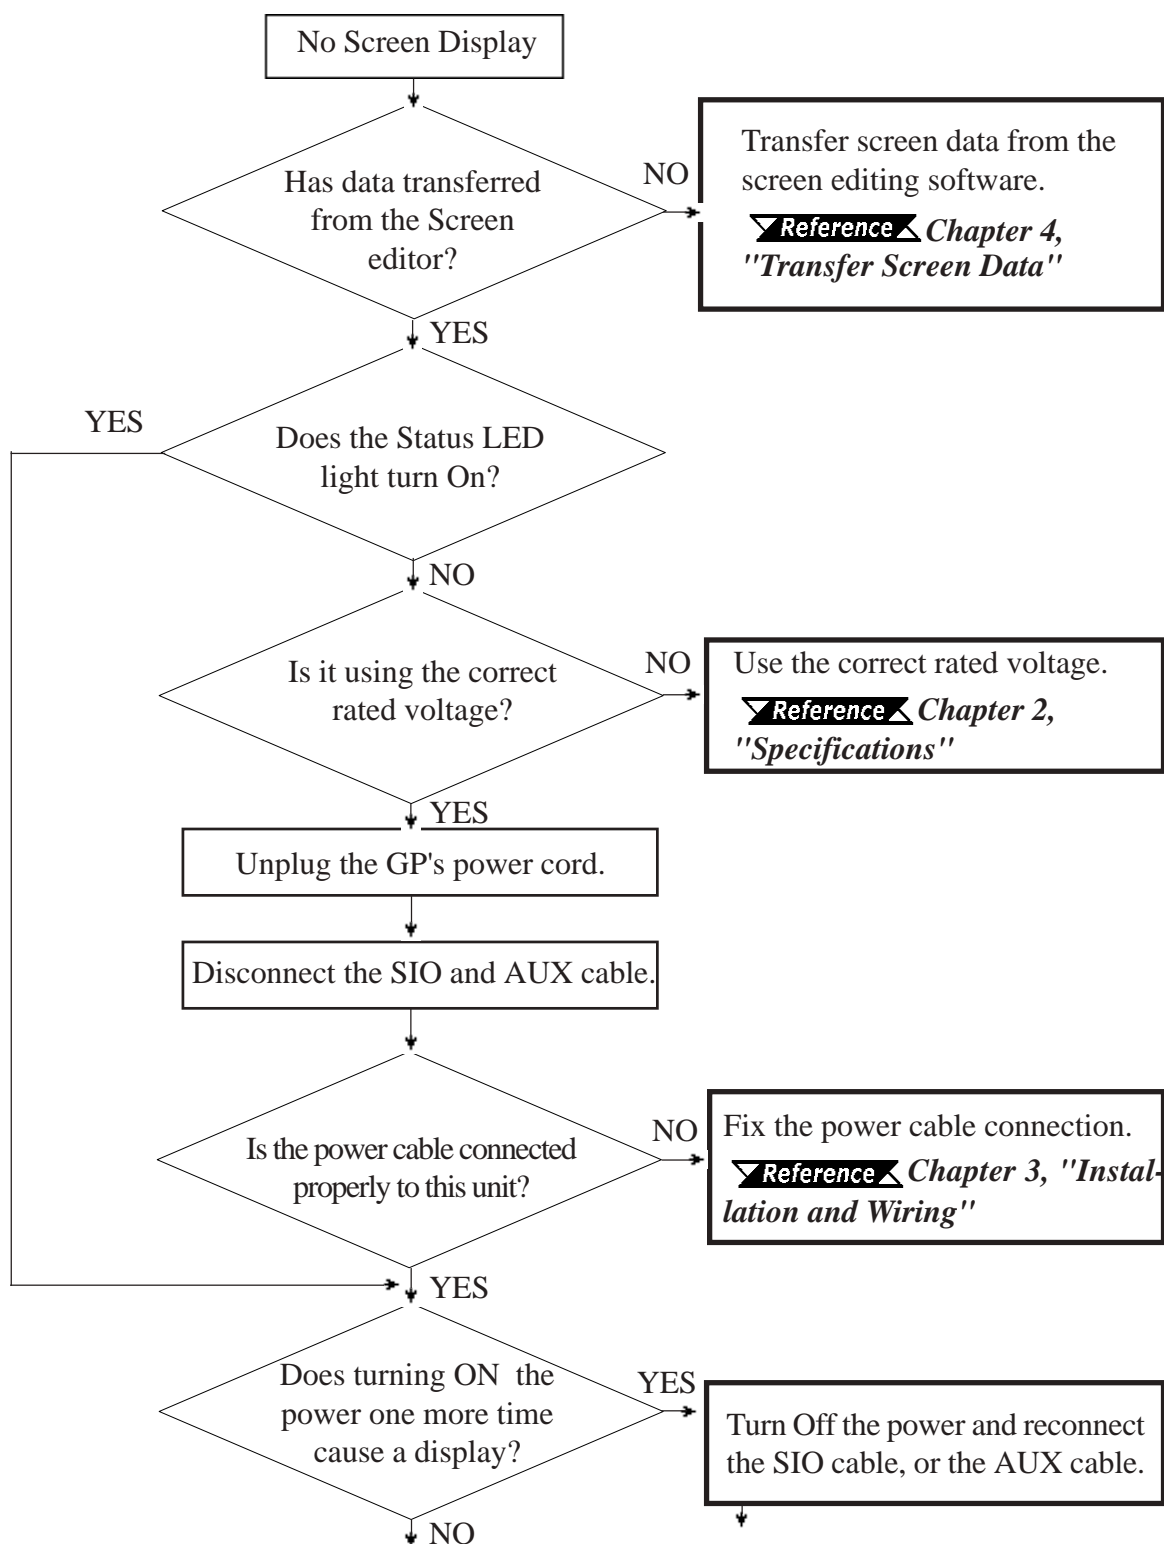 No Screen Display
Has data transferred
from the Screen
editor?
NO
Transfer screen data from the
screen editing software.
Reference Chapter 4,
"Transfer Screen Data"
YES
YES
Does the Status LED
light turn On?
NO
Is it using the correct
rated voltage?
NO
Use the correct rated voltage.
Reference Chapter 2,
"Specifications"
YES
Unplug the GP's power cord.
Disconnect the SIO and AUX cable.
Is the power cable connected
properly to this unit?
NO
Fix the power cable connection.
Reference Chapter 3, "Instal-
lation and Wiring"
YES
Does turning ON the
power one more time
cause a display?
YES
Turn Off the power and reconnect
the SIO cable, or the AUX cable.
NO